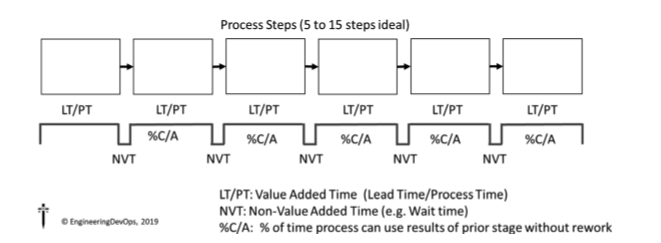 Process Steps (5 to 15 steps ideal)
LT/PT LT/PT LT/PT LT/PT LT/PT LT/PT
%C/A %C/A %C/A %C/A %C/A
NVT NVT NVT NVT NVT
LT/PT: Value Added Time (Lead Time/Process Time)
NVT: Non-Value Added Time (e.g. Wait time)
© EngineeringDevOps, 2019
%C/A: % of time process can use results of prior stage without rework